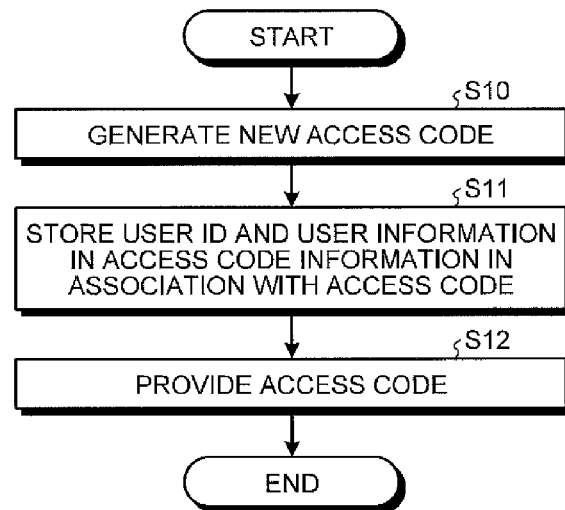 START
S10
GENERATE NEW ACCESS CODE
S11
STORE USER ID AND USER INFORMATION
IN ACCESS CODE INFORMATION IN
ASSOCIATION WITH ACCESS CODE
S12
PROVIDE ACCESS CODE
END